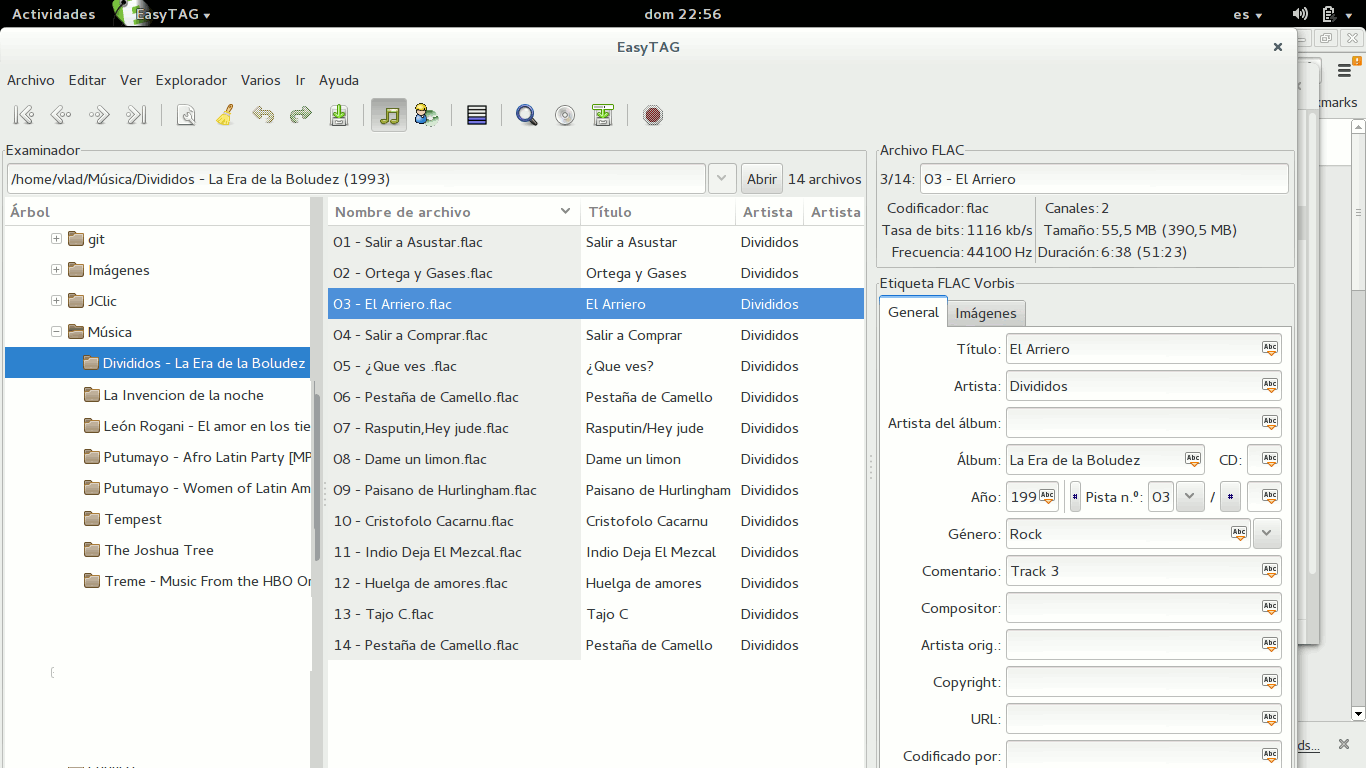 Actividades EasyTAG dom 22:56 es
EasyTAG
Archivo Editar Ver Explorador Varios Ir Ayuda
Examinador
/home/vlad/Música/Divididos - La Era de la Boludez (1993) Abrir 14 archivos
Árbol
git
Imágenes
JClic
Música
Divididos - La Era de la Boludez
La Invencion de la noche
León Rogani - El amor en los tie
Putumayo - Afro Latin Party [MP
Putumayo - Women of Latin Am
Tempest
The Joshua Tree
Treme - Music From the HBO Or
Nombre de archivo Título Artista Artista
01 - Salir a Asustar.flac Salir a Asustar Divididos
02 - Ortega y Gases.flac Ortega y Gases Divididos
03 - El Arriero.flac El Arriero Divididos
04 - Salir a Comprar.flac Salir a Comprar Divididos
05 - ¿Que ves .flac ¿Que ves? Divididos
06 - Pestaña de Camello.flac Pestaña de Camello Divididos
07 - Rasputin,Hey jude.flac Rasputin/Hey jude Divididos
08 - Dame un limon.flac Dame un limon Divididos
09 - Paisano de Hurlingham.flac Paisano de Hurlingham Divididos
10 - Cristofolo Cacarnu.flac Cristofolo Cacarnu Divididos
11 - Indio Deja El Mezcal.flac Indio Deja El Mezcal Divididos
12 - Huelga de amores.flac Huelga de amores Divididos
13 - Tajo C.flac Tajo C Divididos
14 - Pestaña de Camello.flac Pestaña de Camello Divididos
Archivo FLAC
3/14: 03 - El Arriero
Codificador: flac Canales: 2
Tasa de bits: 1116 kb/s Tamaño: 55,5 MB (390,5 MB)
Frecuencia: 44100 Hz Duración: 6:38 (51:23)
Etiqueta FLAC Vorbis
General Imágenes
Título: El Arriero
Artista: Divididos
Artista del álbum:
Álbum: La Era de la Boludez CD:
Año: 199 # Pista n.º: 03 / #
Género: Rock
Comentario: Track 3
Compositor:
Artista orig.:
Copyright:
URL:
Codificado por:
kmarks
ds...